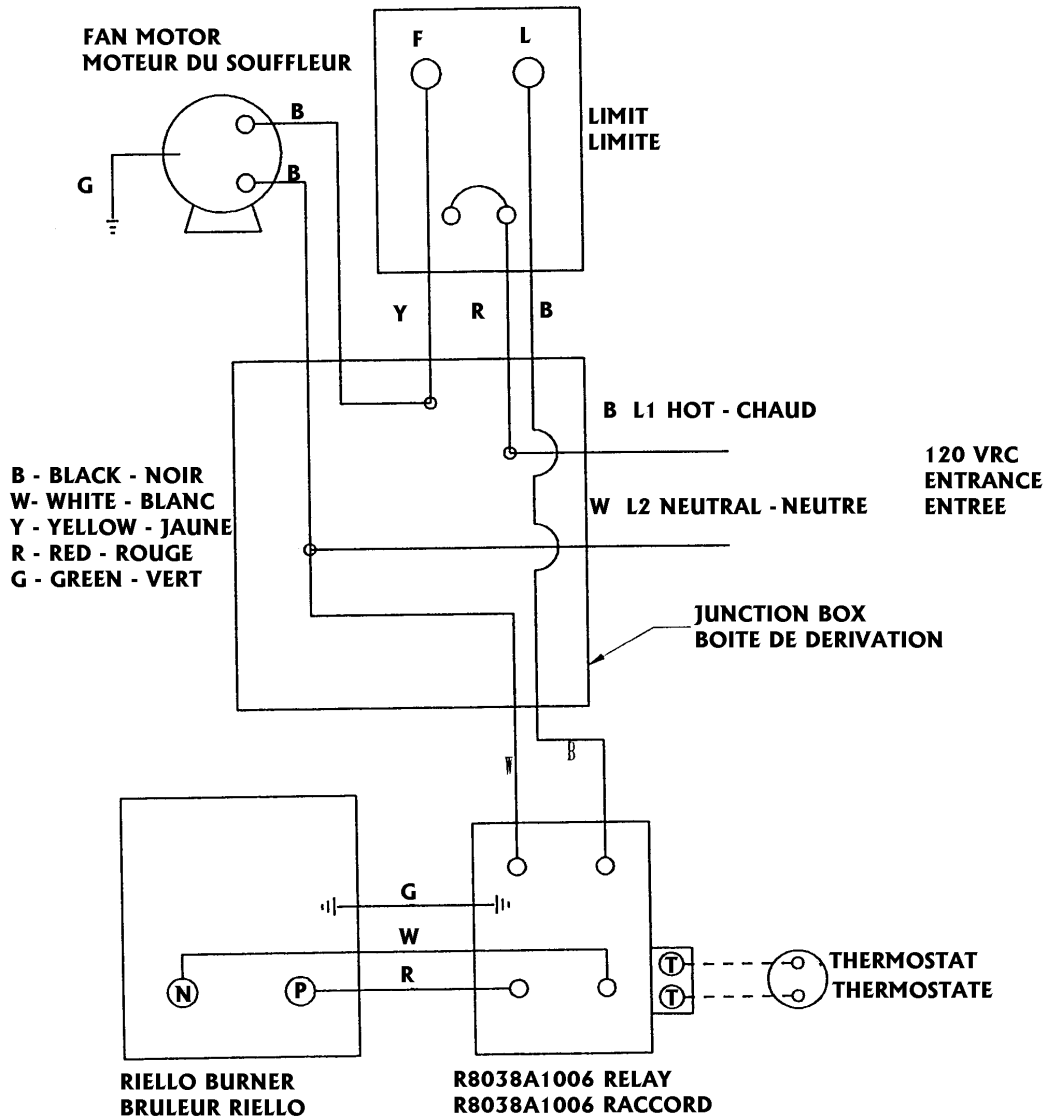 FAN MOTOR
MOTEUR DU SOUFFLEUR
F
L
B
LIMIT
LIMITE
B
G
Y
R
B
B L1 HOT - CHAUD
120 VRC
ENTRANCE
ENTREE
B - BLACK - NOIR
W- WHITE - BLANC
Y - YELLOW - JAUNE
R - RED - ROUGE
G - GREEN - VERT
W L2 NEUTRAL - NEUTRE
JUNCTION BOX
BOITE DE DERIVATION
W
B
G
W
R
N
P
T
T
THERMOSTAT
THERMOSTATE
RIELLO BURNER
BRULEUR RIELLO
R8038A1006 RELAY
R8038A1006 RACCORD